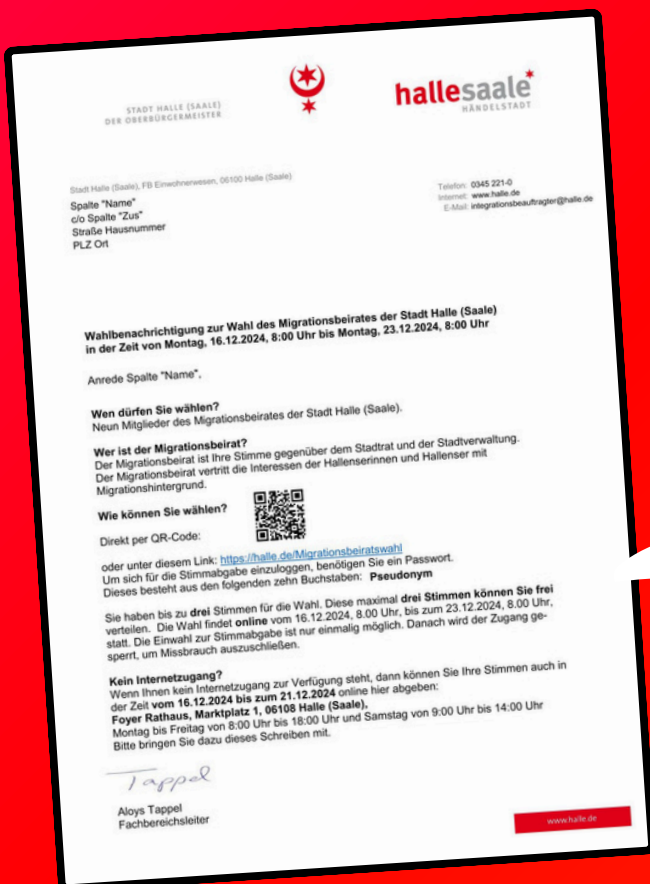 STADT HALLE (SAALE)
DER OBERBÜRGERMEISTER
hallesaale*
HÄNDELSTADT
Stadt Halle (Saale), FB Einwohnerwesen, 06100 Halle (Saale)
Spalte "Name"
c/o Spalte "Zus"
Straße Hausnummer
PLZ Ort
Telefon: 0345 221-0
Internet: www.halle.de
E-Mail: integrationsbeauftragter@halle.de
Wahlbenachrichtigung zur Wahl des Migrationsbeirates der Stadt Halle (Saale)
in der Zeit von Montag, 16.12.2024, 8:00 Uhr bis Montag, 23.12.2024, 8:00 Uhr
Anrede Spalte "Name",
Wen dürfen Sie wählen?
Neun Mitglieder des Migrationsbeirates der Stadt Halle (Saale).
Wer ist der Migrationsbeirat?
Der Migrationsbeirat ist Ihre Stimme gegenüber dem Stadtrat und der Stadtverwaltung.
Der Migrationsbeirat vertritt die Interessen der Hallenserinnen und Hallenser mit
Migrationshintergrund.
Wie können Sie wählen?
Direkt per QR-Code:
oder unter diesem Link: https://halle.de/Migrationsbeiratswahl
Um sich für die Stimmabgabe einzuloggen, benötigen Sie ein Passwort.
Dieses besteht aus den folgenden zehn Buchstaben: Pseudonym
Sie haben bis zu drei Stimmen für die Wahl. Diese maximal drei Stimmen können Sie frei
verteilen. Die Wahl findet online vom 16.12.2024, 8.00 Uhr, bis zum 23.12.2024, 8.00 Uhr,
statt. Die Einwahl zur Stimmabgabe ist nur einmalig möglich. Danach wird der Zugang ge-
sperrt, um Missbrauch auszuschließen.
Kein Internetzugang?
Wenn Ihnen kein Internetzugang zur Verfügung steht, dann können Sie Ihre Stimmen auch in
der Zeit vom 16.12.2024 bis zum 21.12.2024 online hier abgeben:
Foyer Rathaus, Marktplatz 1, 06108 Halle (Saale),
Montag bis Freitag von 8:00 Uhr bis 18:00 Uhr und Samstag von 9:00 Uhr bis 14:00 Uhr
Bitte bringen Sie dazu dieses Schreiben mit.
Tappel
Aloys Tappel
Fachbereichsleiter
www.halle.de